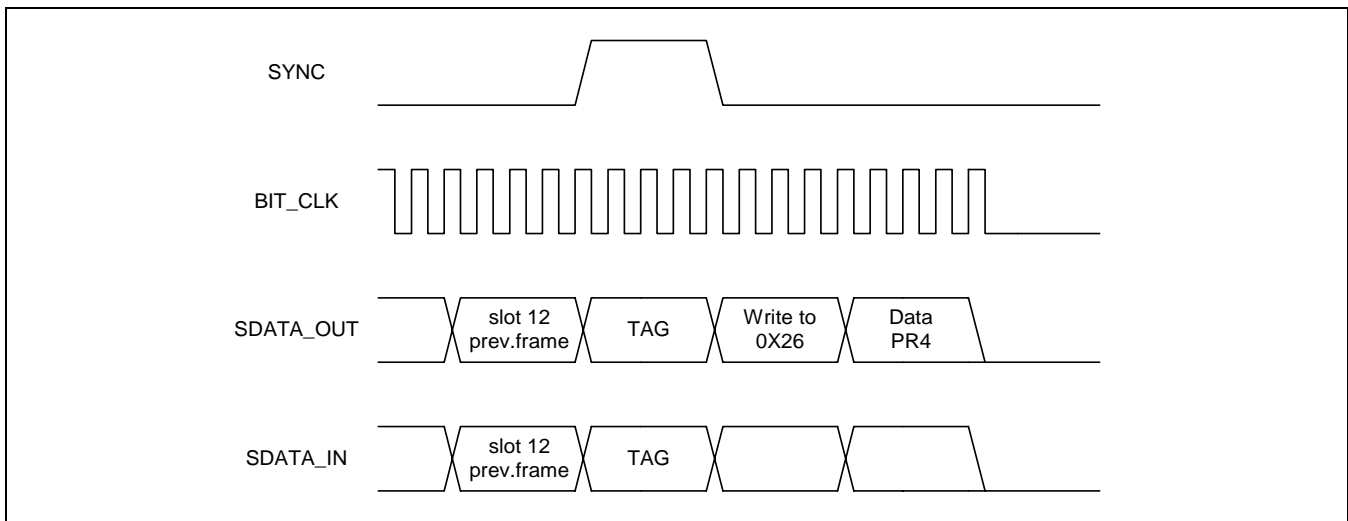 SYNC
BIT_CLK
SDATA_OUT
slot 12
prev.frame
TAG
Write to
0X26
Data
PR4
SDATA_IN
slot 12
prev.frame
TAG